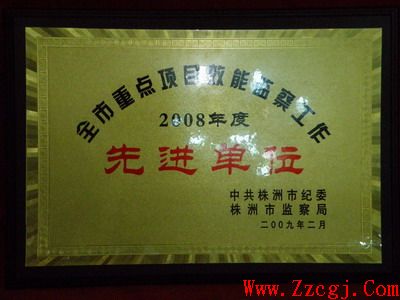 全市重点项目效能监察工作
2008年度
先进单位
中共株洲市纪委
株洲市监察局
二00九年二月
Www.Zzcgj.Com